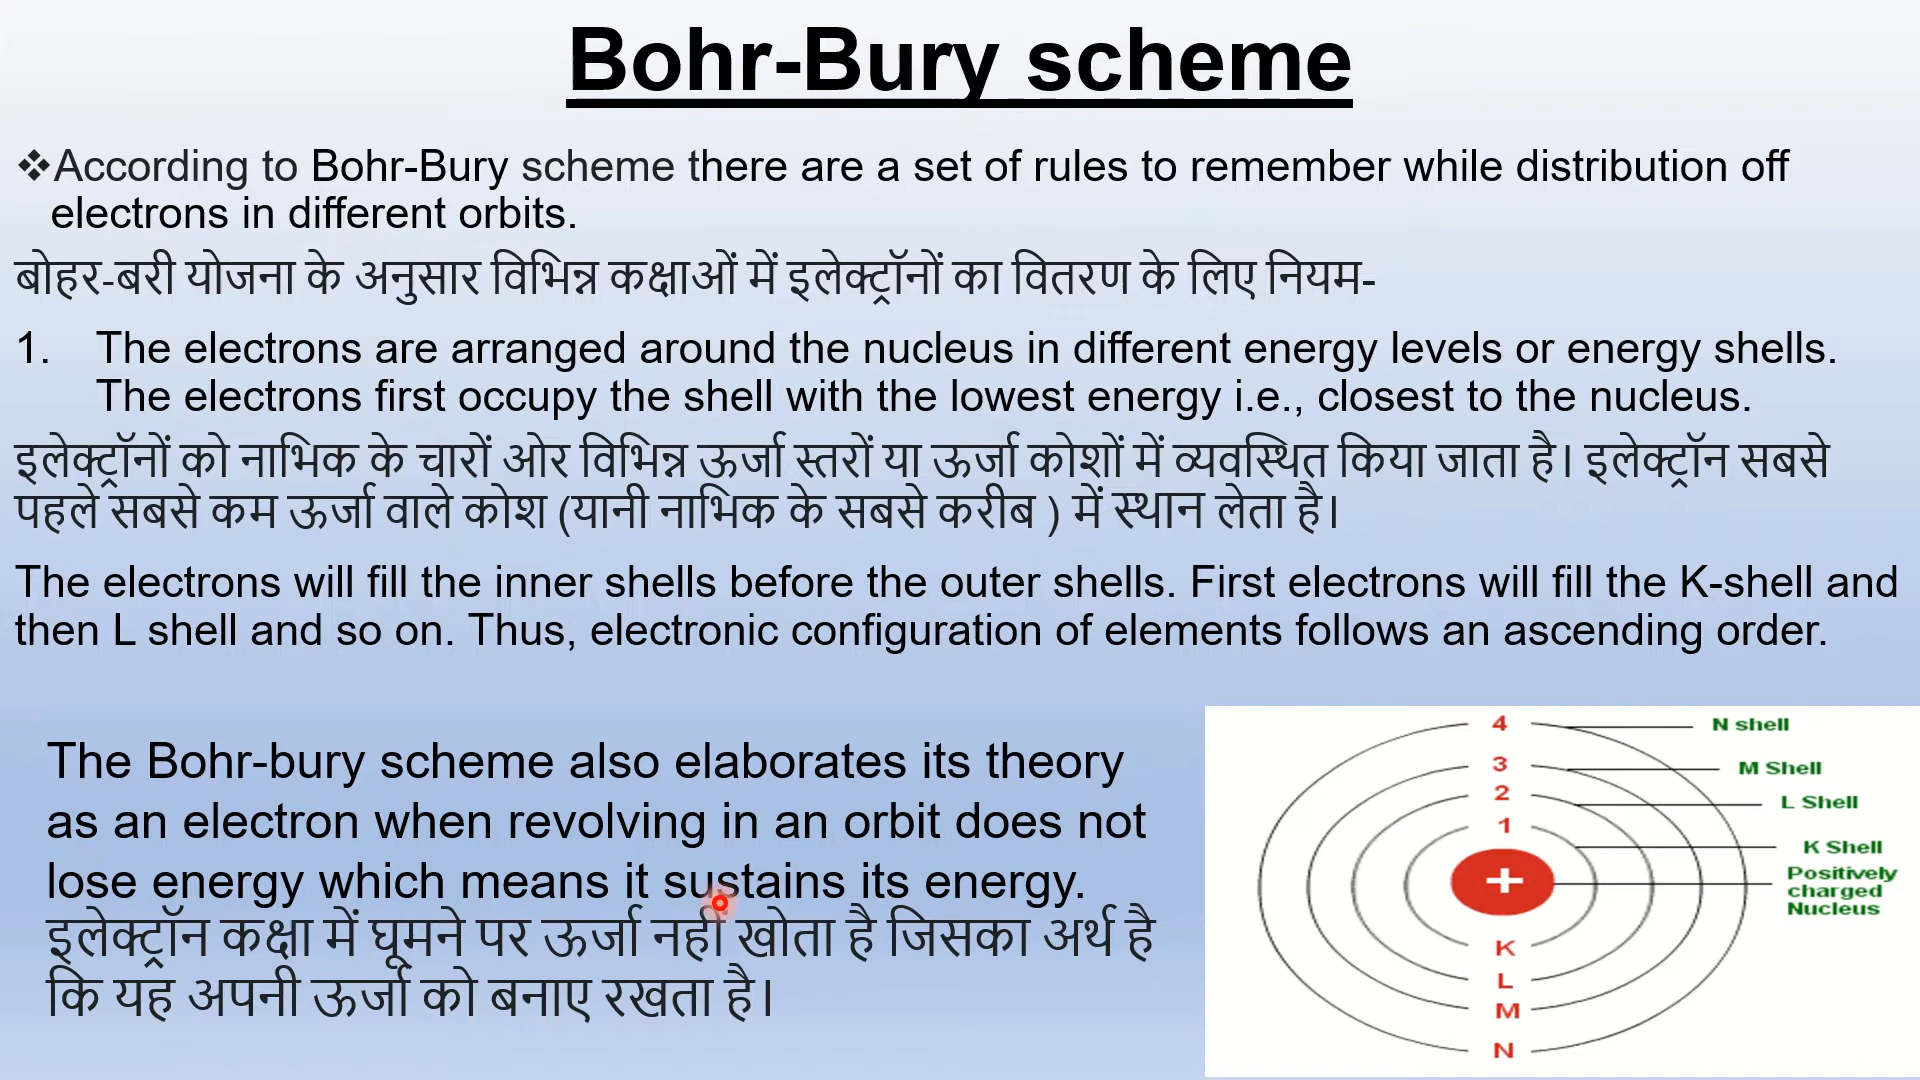 Bohr-Bury scheme
❖According to Bohr-Bury scheme there are a set of rules to remember while distribution off
electrons in different orbits.
बोहर-बरी योजना के अनुसार विभिन्न कक्षाओं में इलेक्ट्रॉनों का वितरण के लिए नियम-
1. The electrons are arranged around the nucleus in different energy levels or energy shells.
The electrons first occupy the shell with the lowest energy i.e., closest to the nucleus.
इलेक्ट्रॉनों को नाभिक के चारों ओर विभिन्न ऊर्जा स्तरों या ऊर्जा कोशों में व्यवस्थित किया जाता है। इलेक्ट्रॉन सबसे
पहले सबसे कम ऊर्जा वाले कोश (यानी नाभिक के सबसे करीब ) में स्थान लेता है।
The electrons will fill the inner shells before the outer shells. First electrons will fill the K-shell and
then L shell and so on. Thus, electronic configuration of elements follows an ascending order.
The Bohr-bury scheme also elaborates its theory
as an electron when revolving in an orbit does not
lose energy which means it sustains its energy.
इलेक्ट्रॉन कक्षा में घूमने पर ऊर्जा नहीं खोता है जिसका अर्थ है
कि यह अपनी ऊर्जा को बनाए रखता है।
4 N shell
3 M Shell
2 L Shell
1
K Shell
+
Positively
charged
Nucleus
K
L
M
N